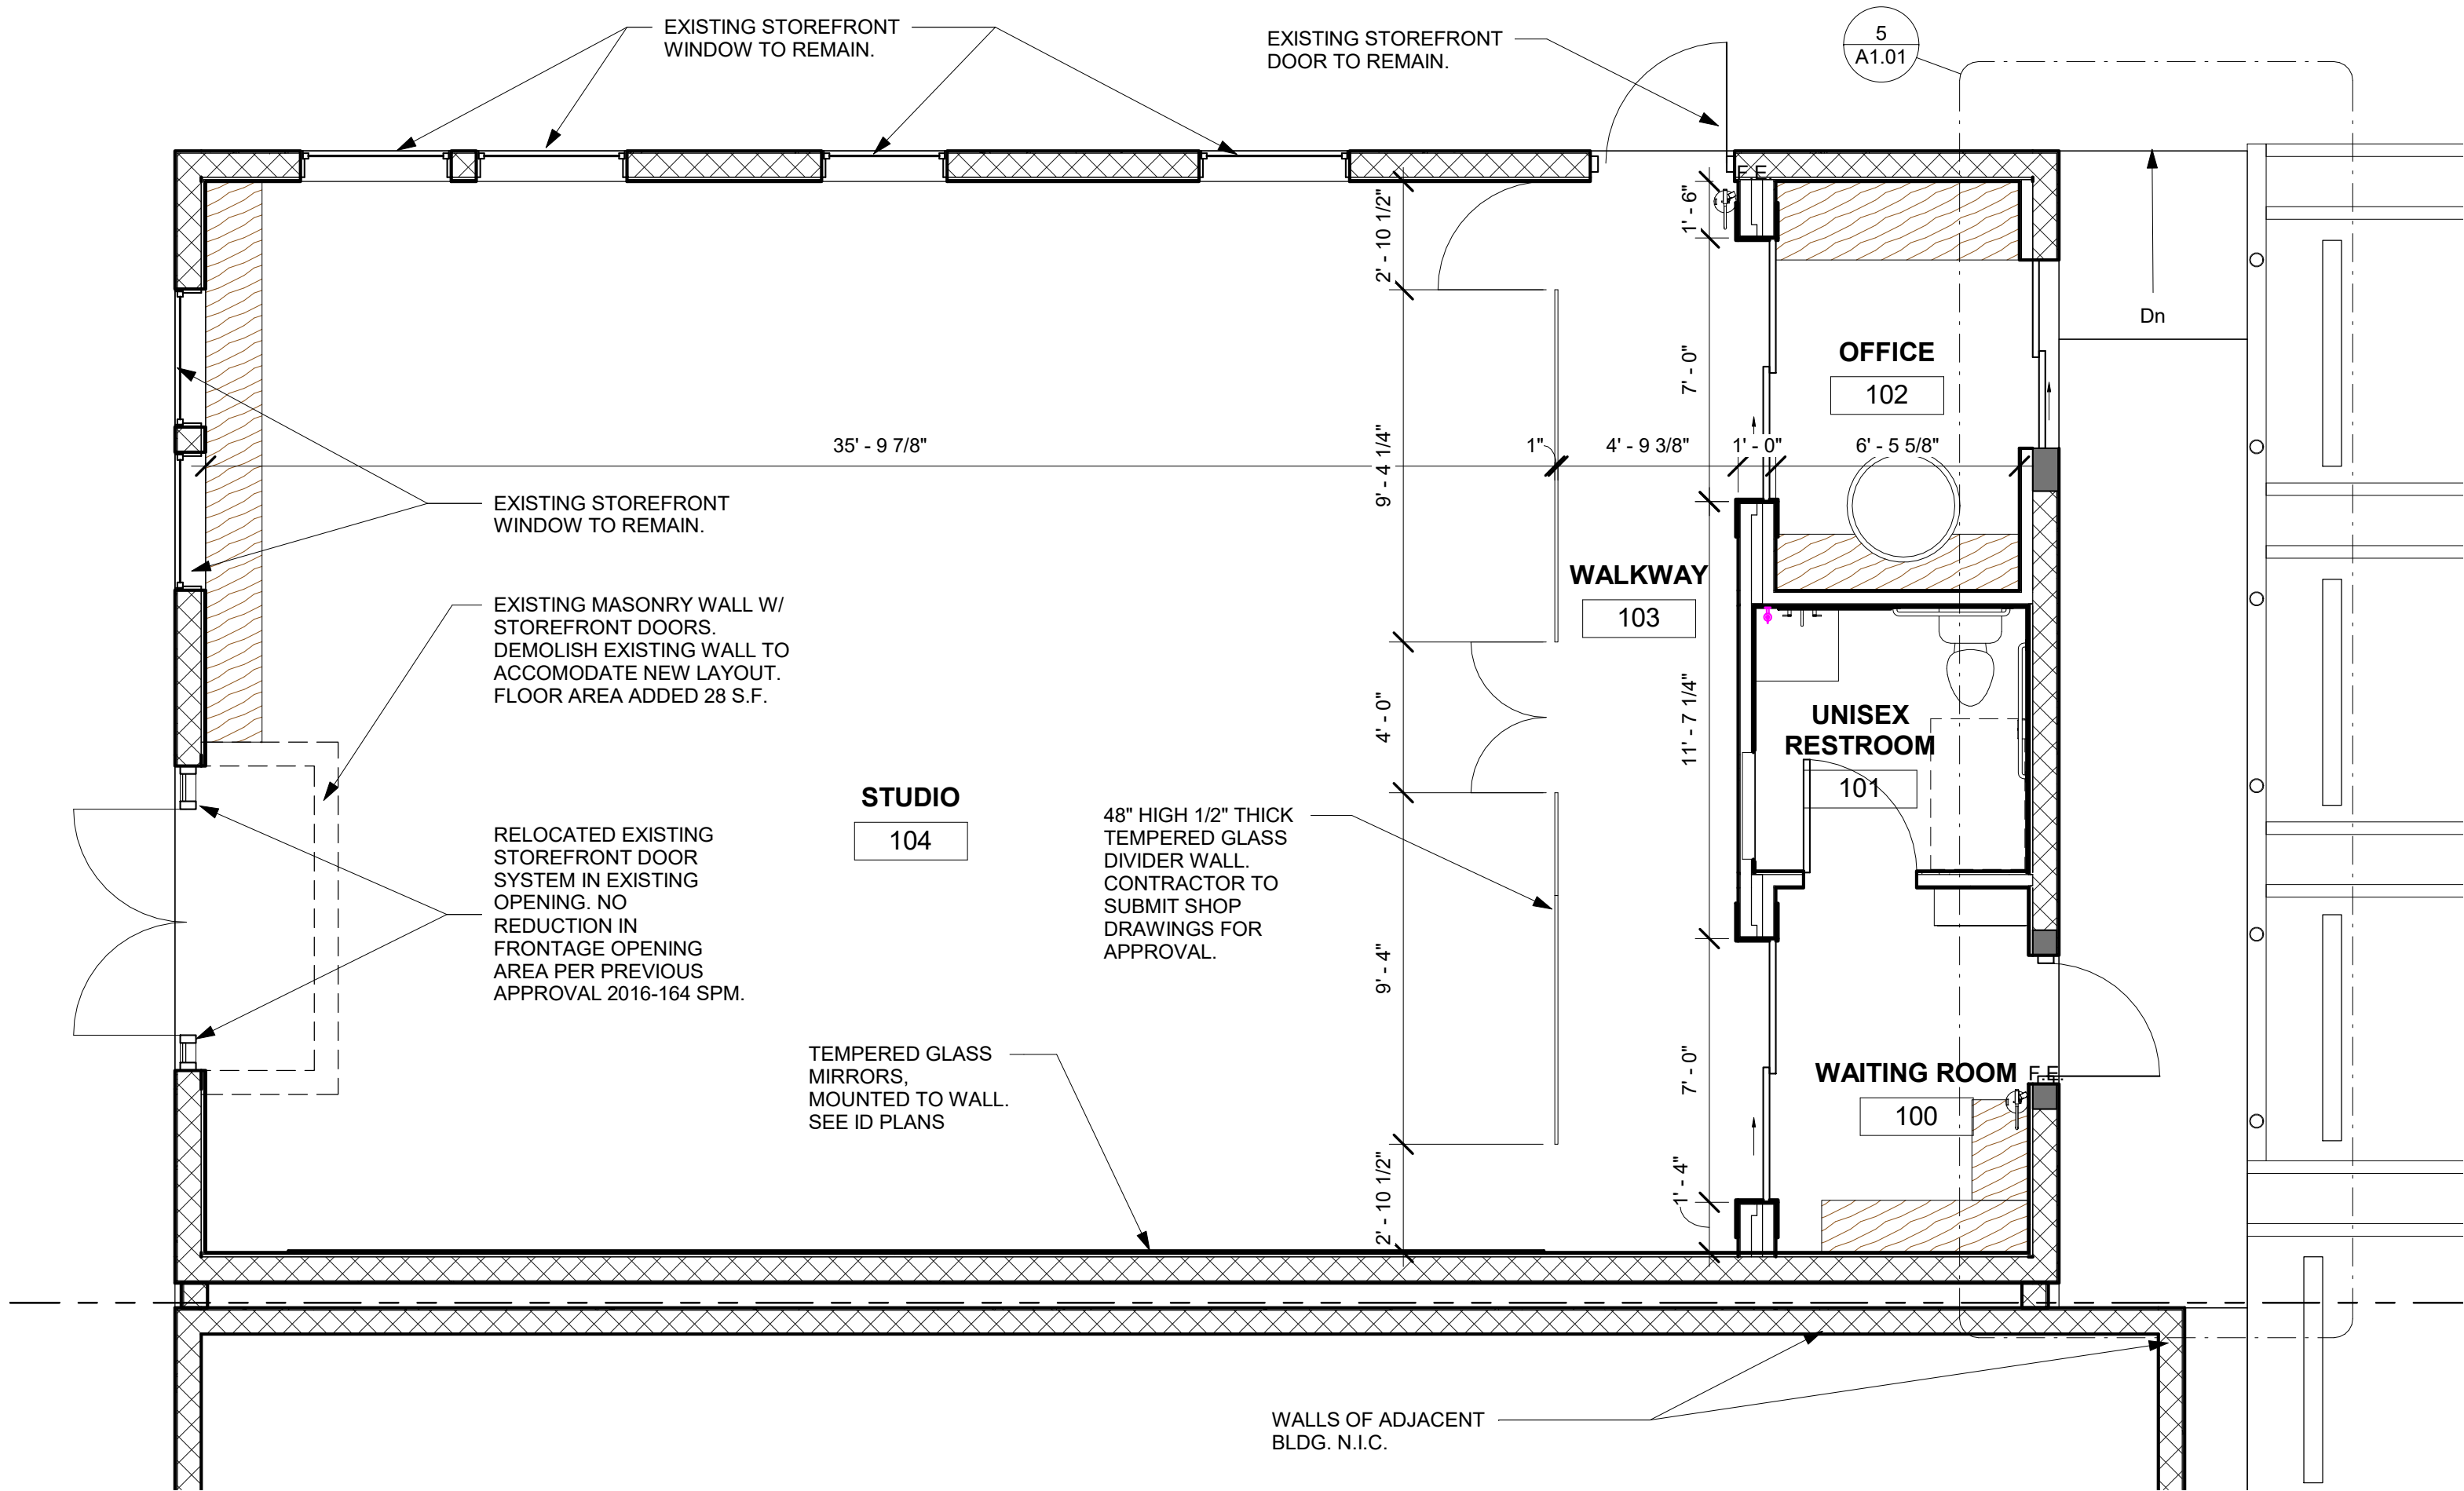 EXISTING STOREFRONT
WINDOW TO REMAIN.
EXISTING STOREFRONT
DOOR TO REMAIN.
5
A1.01
F.E.
2' - 10 1/2"
1' - 6"
Dn
OFFICE
102
7' - 0"
35' - 9 7/8"
9' - 4 1/4"
1"
4' - 9 3/8"
1' - 0"
6' - 5 5/8"
EXISTING STOREFRONT
WINDOW TO REMAIN.
WALKWAY
103
EXISTING MASONRY WALL W/
STOREFRONT DOORS.
DEMOLISH EXISTING WALL TO
ACCOMODATE NEW LAYOUT.
FLOOR AREA ADDED 28 S.F.
4' - 0"
11' - 7 1/4"
UNISEX
RESTROOM
101
STUDIO
104
48" HIGH 1/2" THICK
TEMPERED GLASS
DIVIDER WALL.
CONTRACTOR TO
SUBMIT SHOP
DRAWINGS FOR
APPROVAL.
RELOCATED EXISTING
STOREFRONT DOOR
SYSTEM IN EXISTING
OPENING. NO
REDUCTION IN
FRONTAGE OPENING
AREA PER PREVIOUS
APPROVAL 2016-164 SPM.
9' - 4"
7' - 0"
TEMPERED GLASS
MIRRORS,
MOUNTED TO WALL.
SEE ID PLANS
WAITING ROOM
F.E.
100
2' - 10 1/2"
1' - 4"
WALLS OF ADJACENT
BLDG. N.I.C.